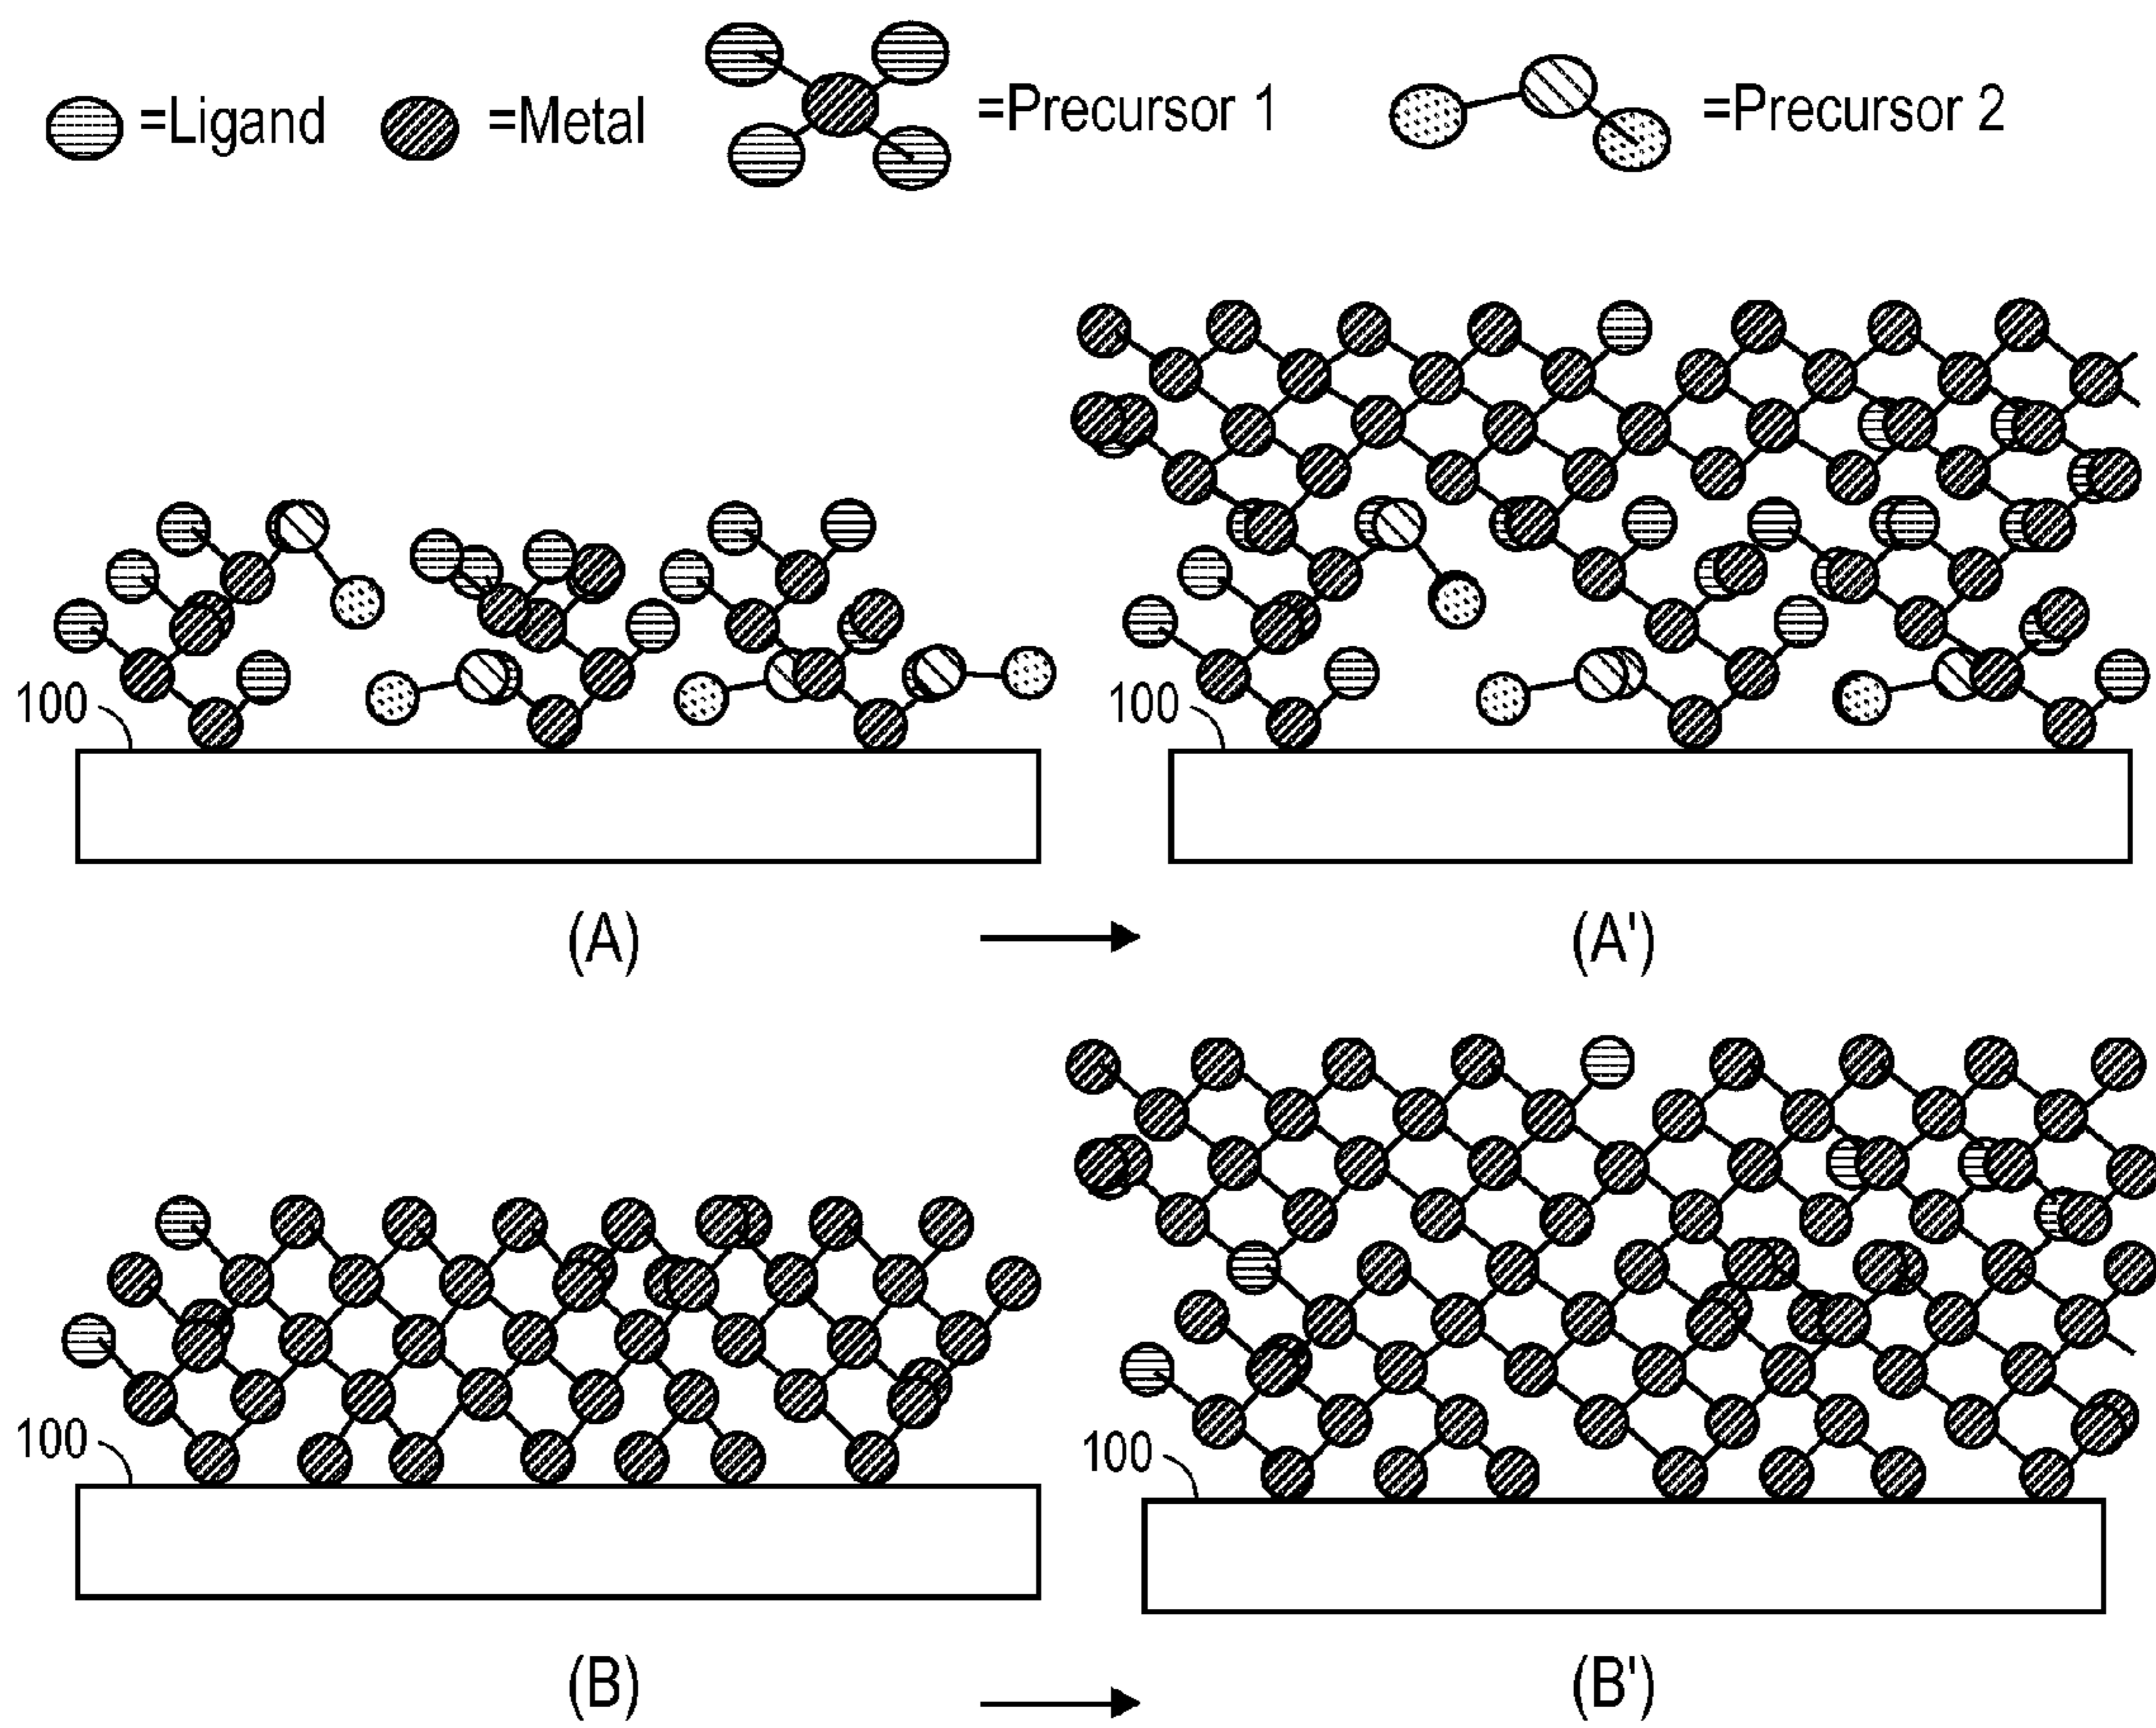 =Ligand =Metal =Precursor 1 =Precursor 2
100 100
(A) (A')
100 100
(B) (B')